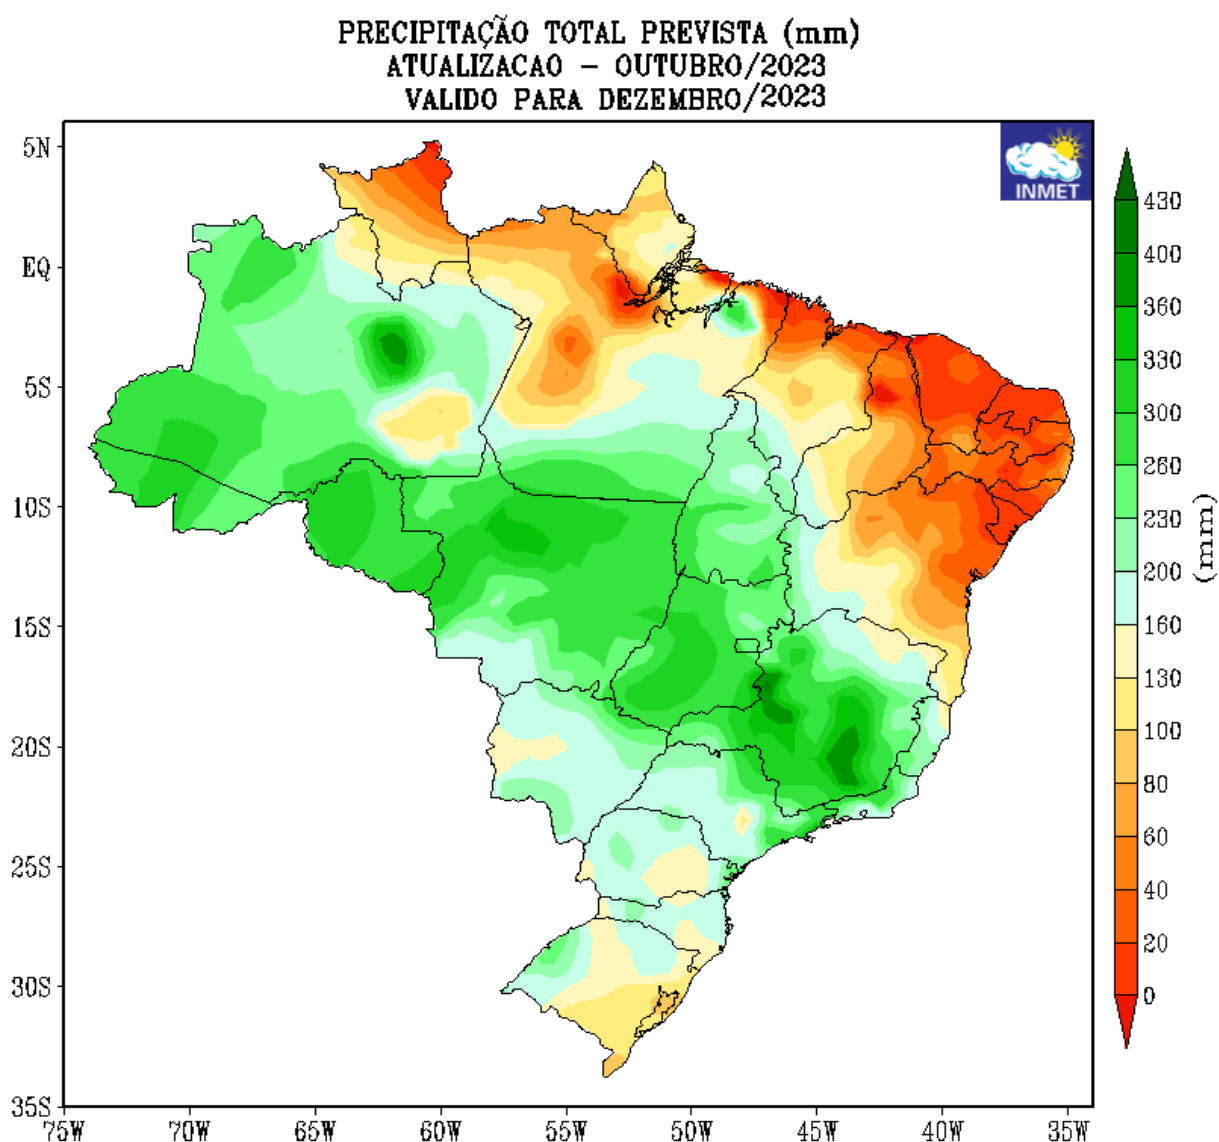 PRECIPITAÇÃO TOTAL PREVISTA (mm)
ATUALIZACAO - OUTUBRO/2023
VALIDO PARA DEZEMBRO/2023
INMET
5N
EQ
5S
10S
15S
20S
25S
30S
35S
75W 70W 65W 60W 55W 50W 45W 40W 35W
430
400
360
330
300
260
230
200
160
130
100
80
60
40
20
0
(mm)